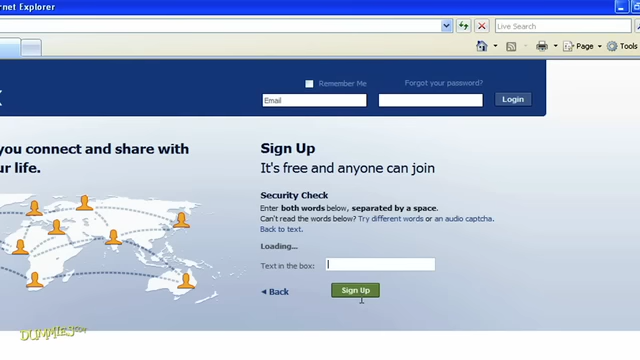 rnet Explorer
Live Search
Page
Tools
Remember Me
Forgot your password?
Email
Login
you connect and share with
ur life.
Sign Up
It's free and anyone can join
Security Check
Enter both words below, separated by a space.
Can't read the words below? Try different words or an audio captcha.
Back to text.
Loading...
Text in the box:
Back
Sign Up
DUMMIES.COM